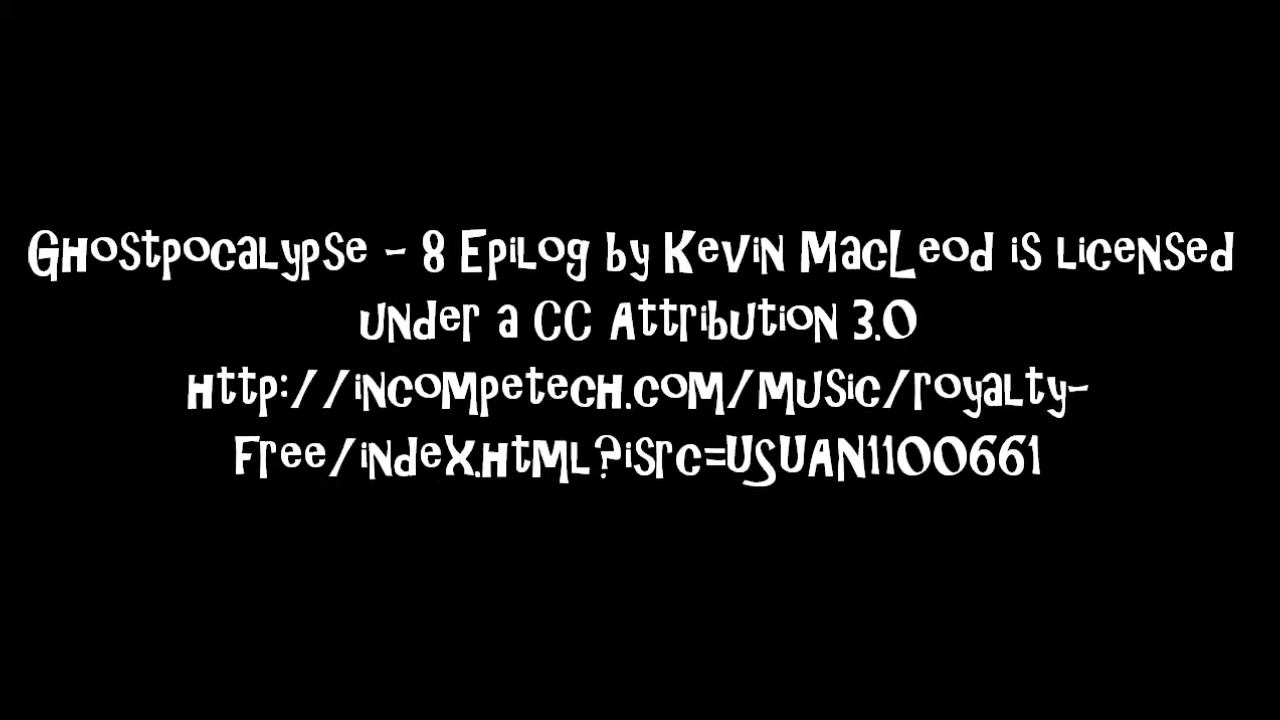 Ghostpocalypse - 8 Epilog by Kevin MacLeod is licensed
under a CC Attribution 3.0
http://incompetech.com/music/royalty-
free/index.html?isrc=USUAN1100661